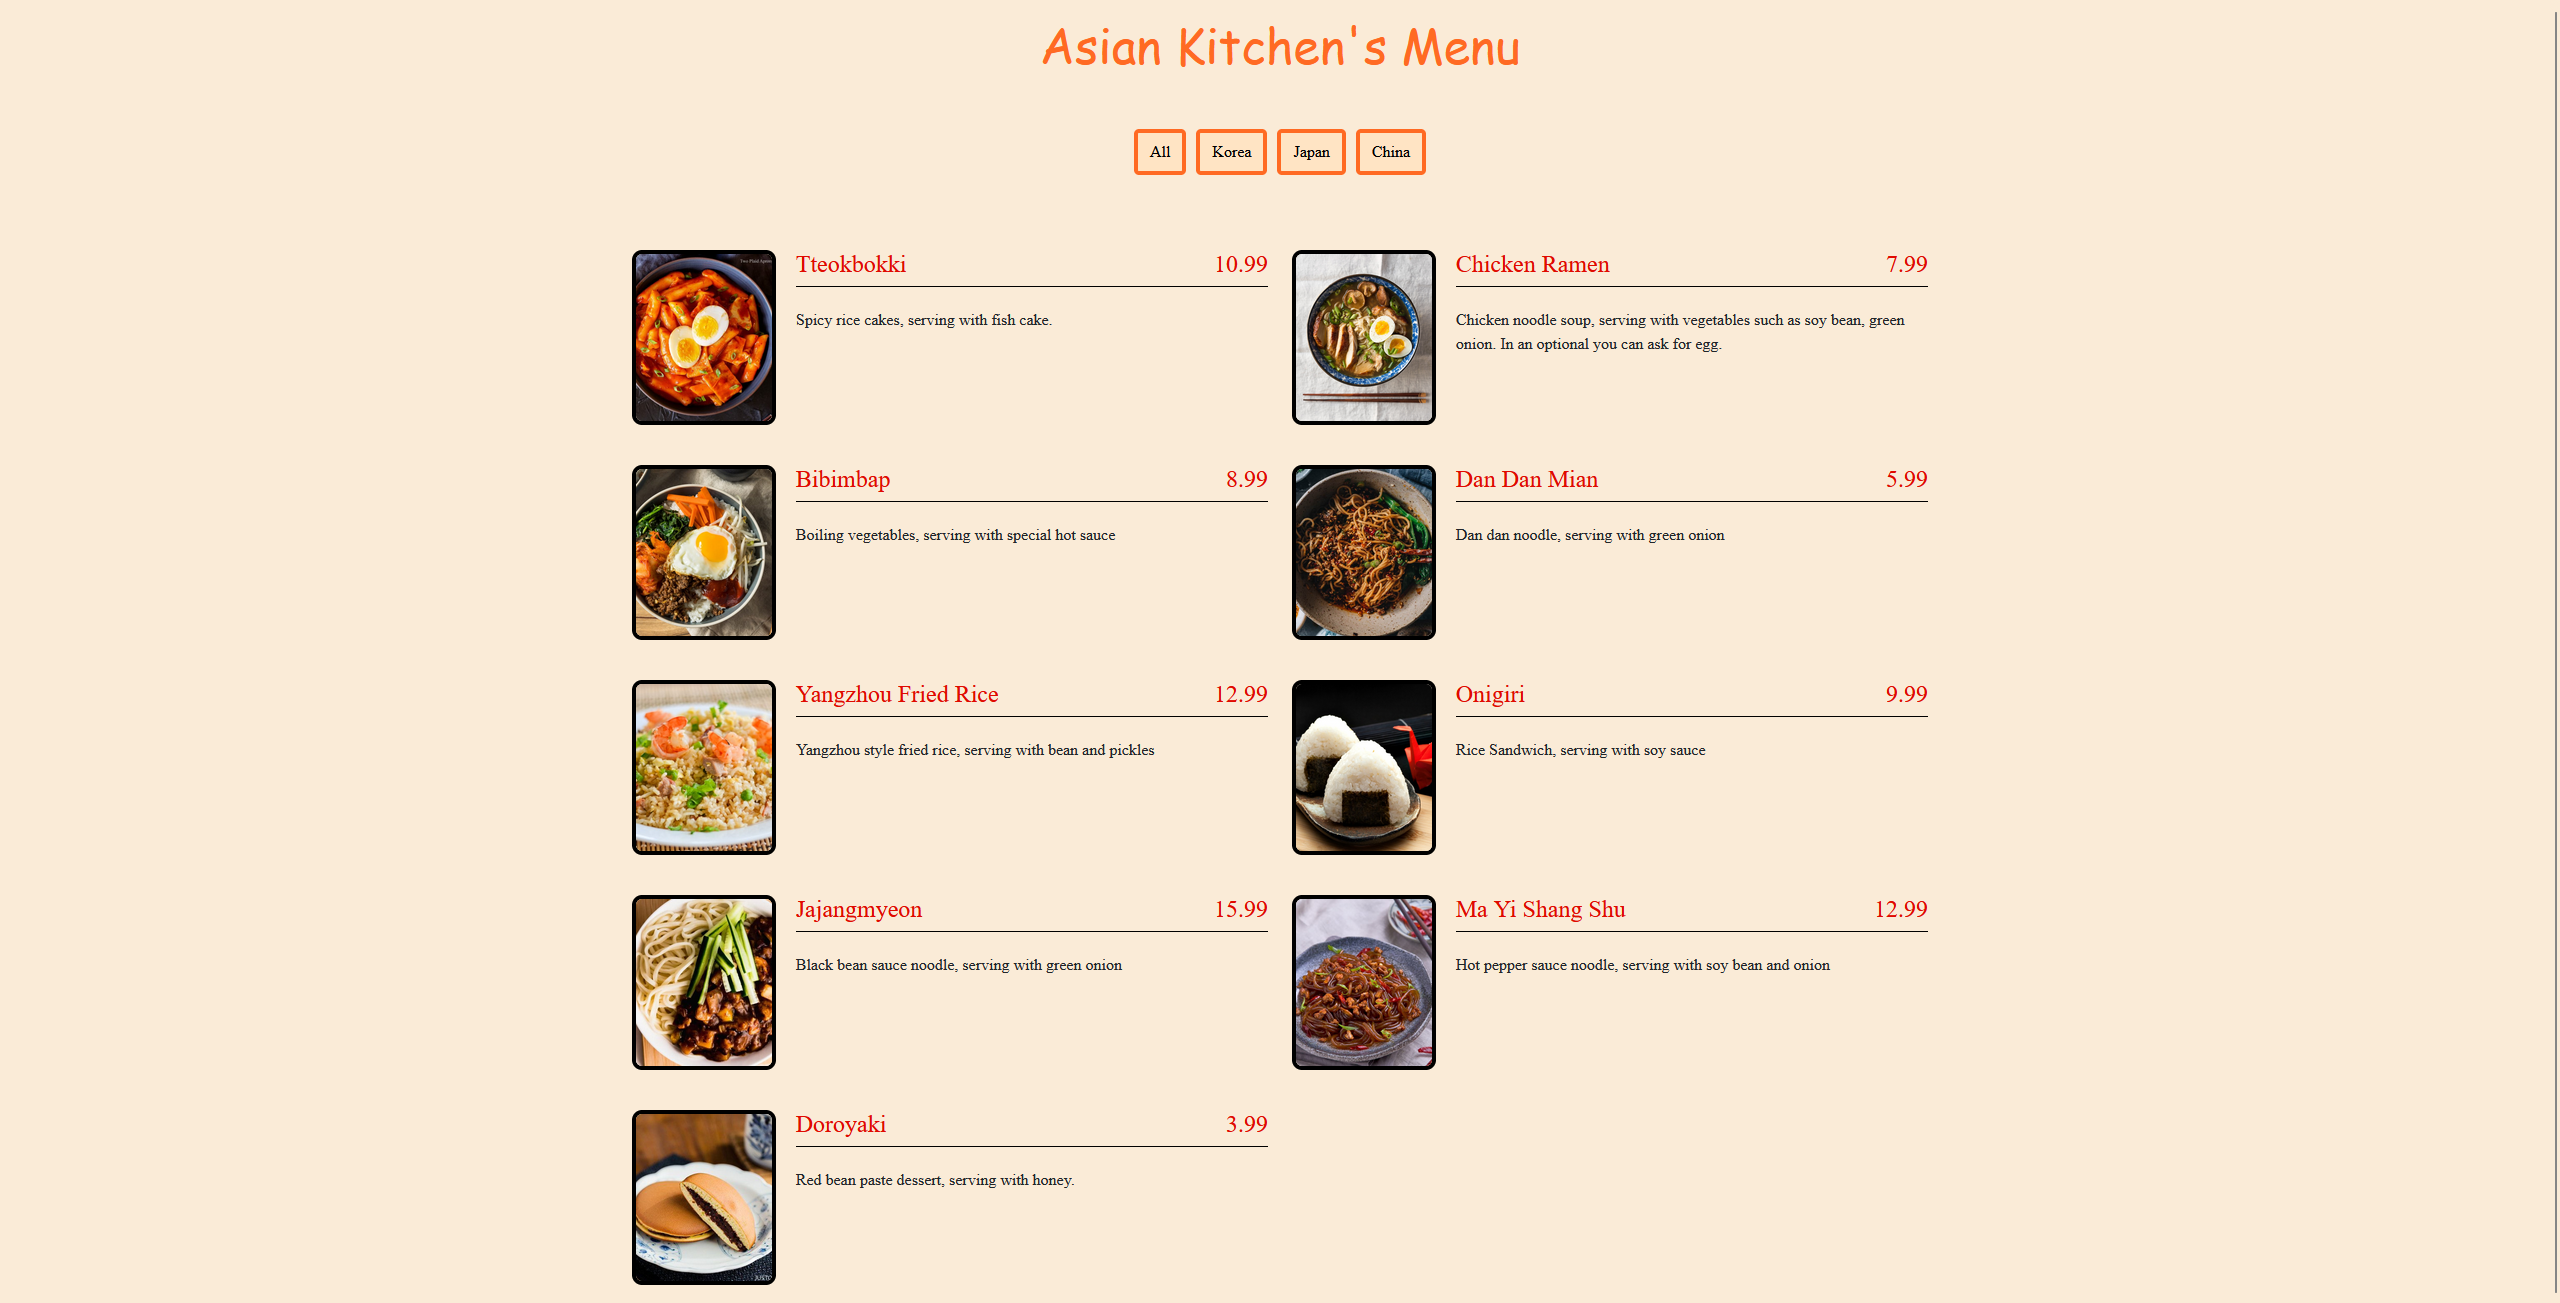 Asian Kitchen's Menu
All
Korea
Japan
China
Tteokbokki 10.99
Spicy rice cakes, serving with fish cake.
Chicken Ramen 7.99
Chicken noodle soup, serving with vegetables such as soy bean, green
onion. In an optional you can ask for egg.
Bibimbap 8.99
Boiling vegetables, serving with special hot sauce
Dan Dan Mian 5.99
Dan dan noodle, serving with green onion
Yangzhou Fried Rice 12.99
Yangzhou style fried rice, serving with bean and pickles
Onigiri 9.99
Rice Sandwich, serving with soy sauce
Jajangmyeon 15.99
Black bean sauce noodle, serving with green onion
Ma Yi Shang Shu 12.99
Hot pepper sauce noodle, serving with soy bean and onion
Doroyaki 3.99
Red bean paste dessert, serving with honey.